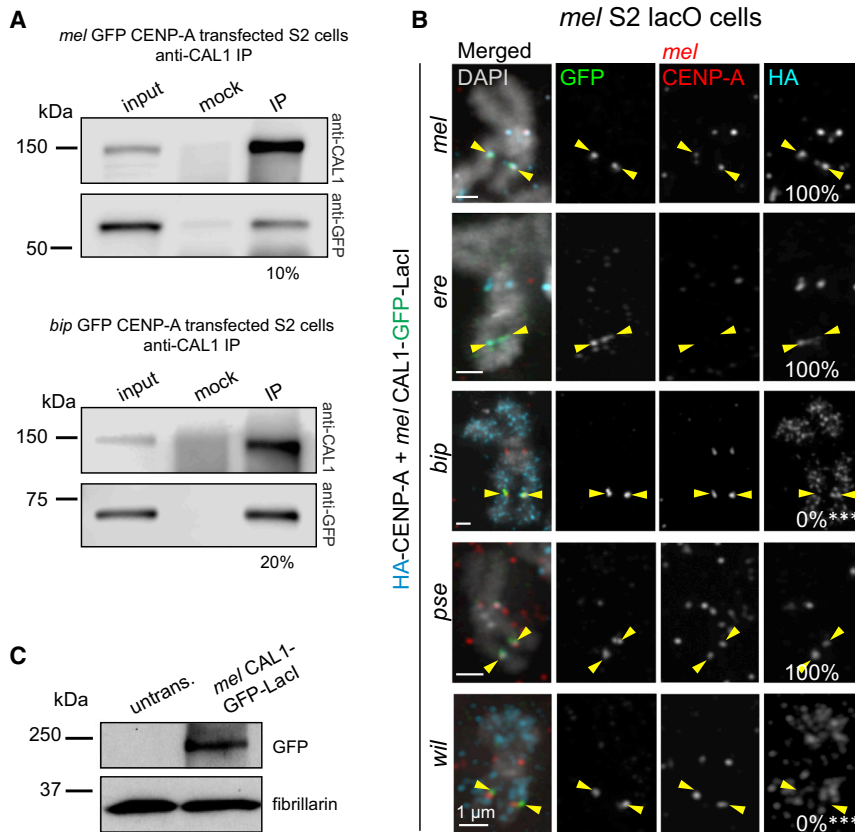 A
mel GFP CENP-A transfected S2 cells
anti-CAL1 IP
input
mock
IP
kDa
150
anti-CAL1
50
anti-GFP
10%
bip GFP CENP-A transfected S2 cells
anti-CAL1 IP
input
mock
IP
kDa
150
anti-CAL1
75
anti-GFP
20%
C
untrans.
mel CAL1-
GFP-LacI
kDa
250
GFP
37
fibrillarin
B
mel S2 lacO cells
Merged
mel
DAPI
GFP
CENP-A
HA
HA-CENP-A + mel CAL1-GFP-LacI
mel
100%
ere
100%
bip
0%***
pse
100%
wil
1 µm
0%***